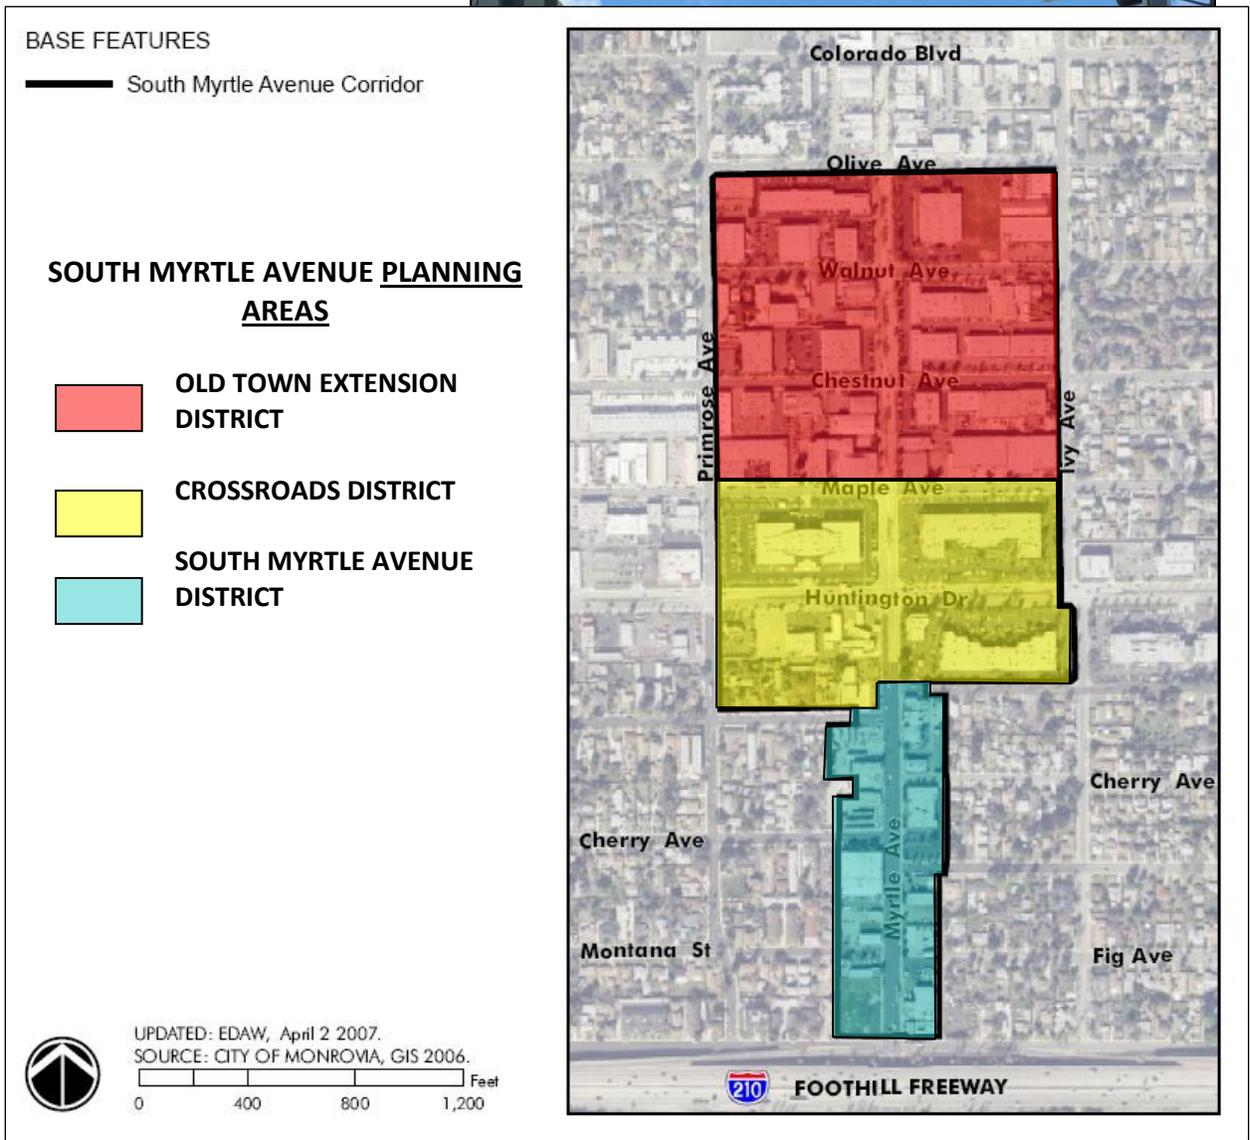 BASE FEATURES
South Myrtle Avenue Corridor
SOUTH MYRTLE AVENUE PLANNING
AREAS
OLD TOWN EXTENSION
DISTRICT
CROSSROADS DISTRICT
SOUTH MYRTLE AVENUE
DISTRICT
UPDATED: EDAW, April 2 2007.
SOURCE: CITY OF MONROVIA, GIS 2006.
Feet
0 400 800 1,200
Colorado Blvd
Olive Ave
Walnut Ave
Primrose Ave
Chestnut Ave
Ivy Ave
Maple Ave
Huntington Dr
Cherry Ave
Cherry Ave
Myrtle Ave
Montana St
Fig Ave
210 FOOTHILL FREEWAY